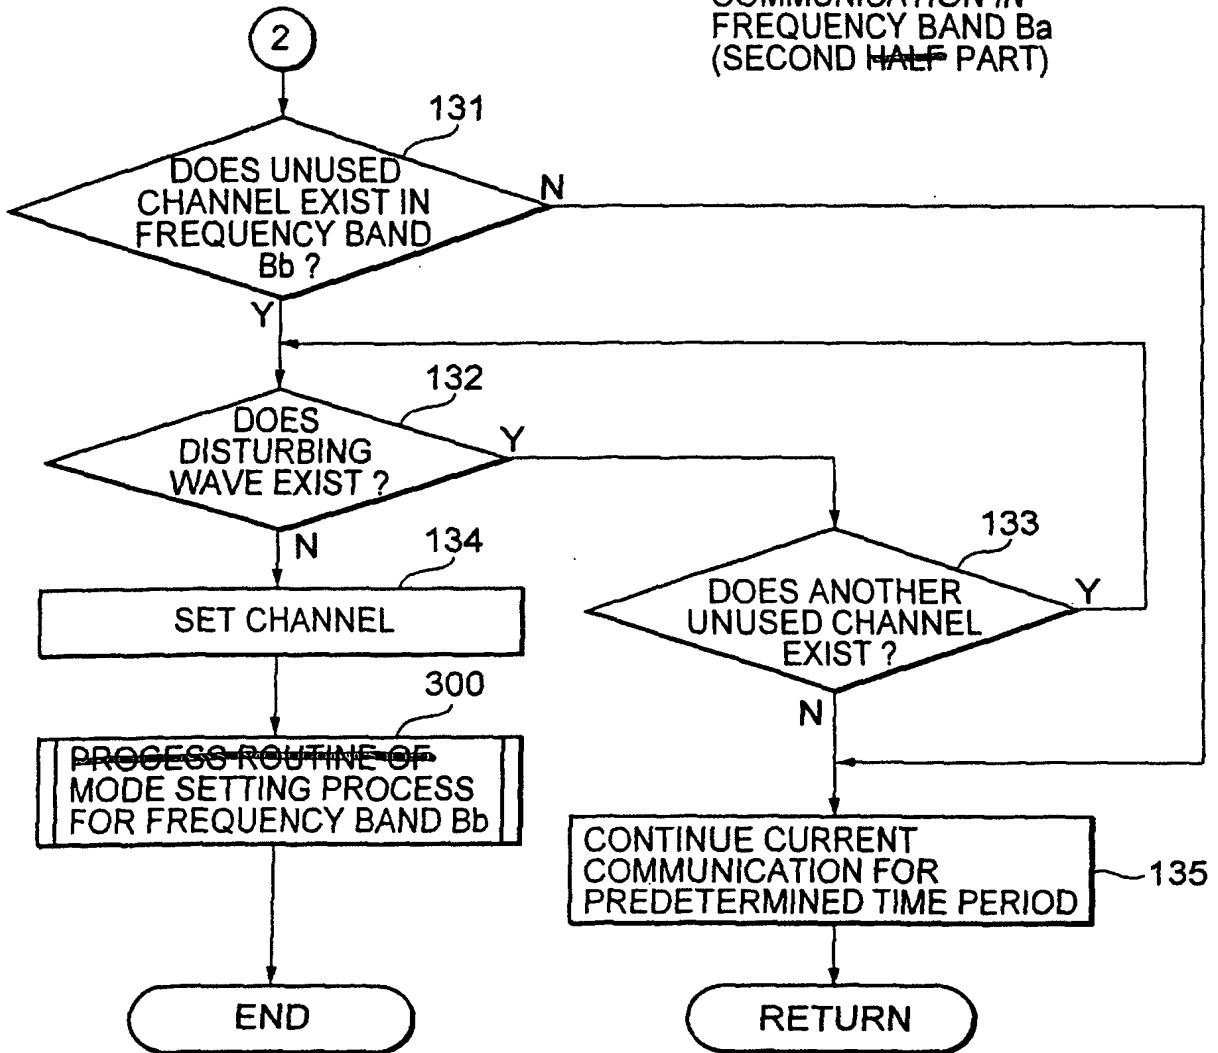 COMMUNICATION IN
FREQUENCY BAND Ba
(SECOND HALF PART)
2
131
DOES UNUSED
CHANNEL EXIST IN
FREQUENCY BAND
Bb ?
N
Y
132
DOES
DISTURBING
WAVE EXIST ?
Y
N
133
DOES ANOTHER
UNUSED CHANNEL
EXIST ?
Y
N
134
SET CHANNEL
300
PROCESS ROUTINE OF
MODE SETTING PROCESS
FOR FREQUENCY BAND Bb
CONTINUE CURRENT
COMMUNICATION FOR
PREDETERMINED TIME PERIOD
135
END
RETURN